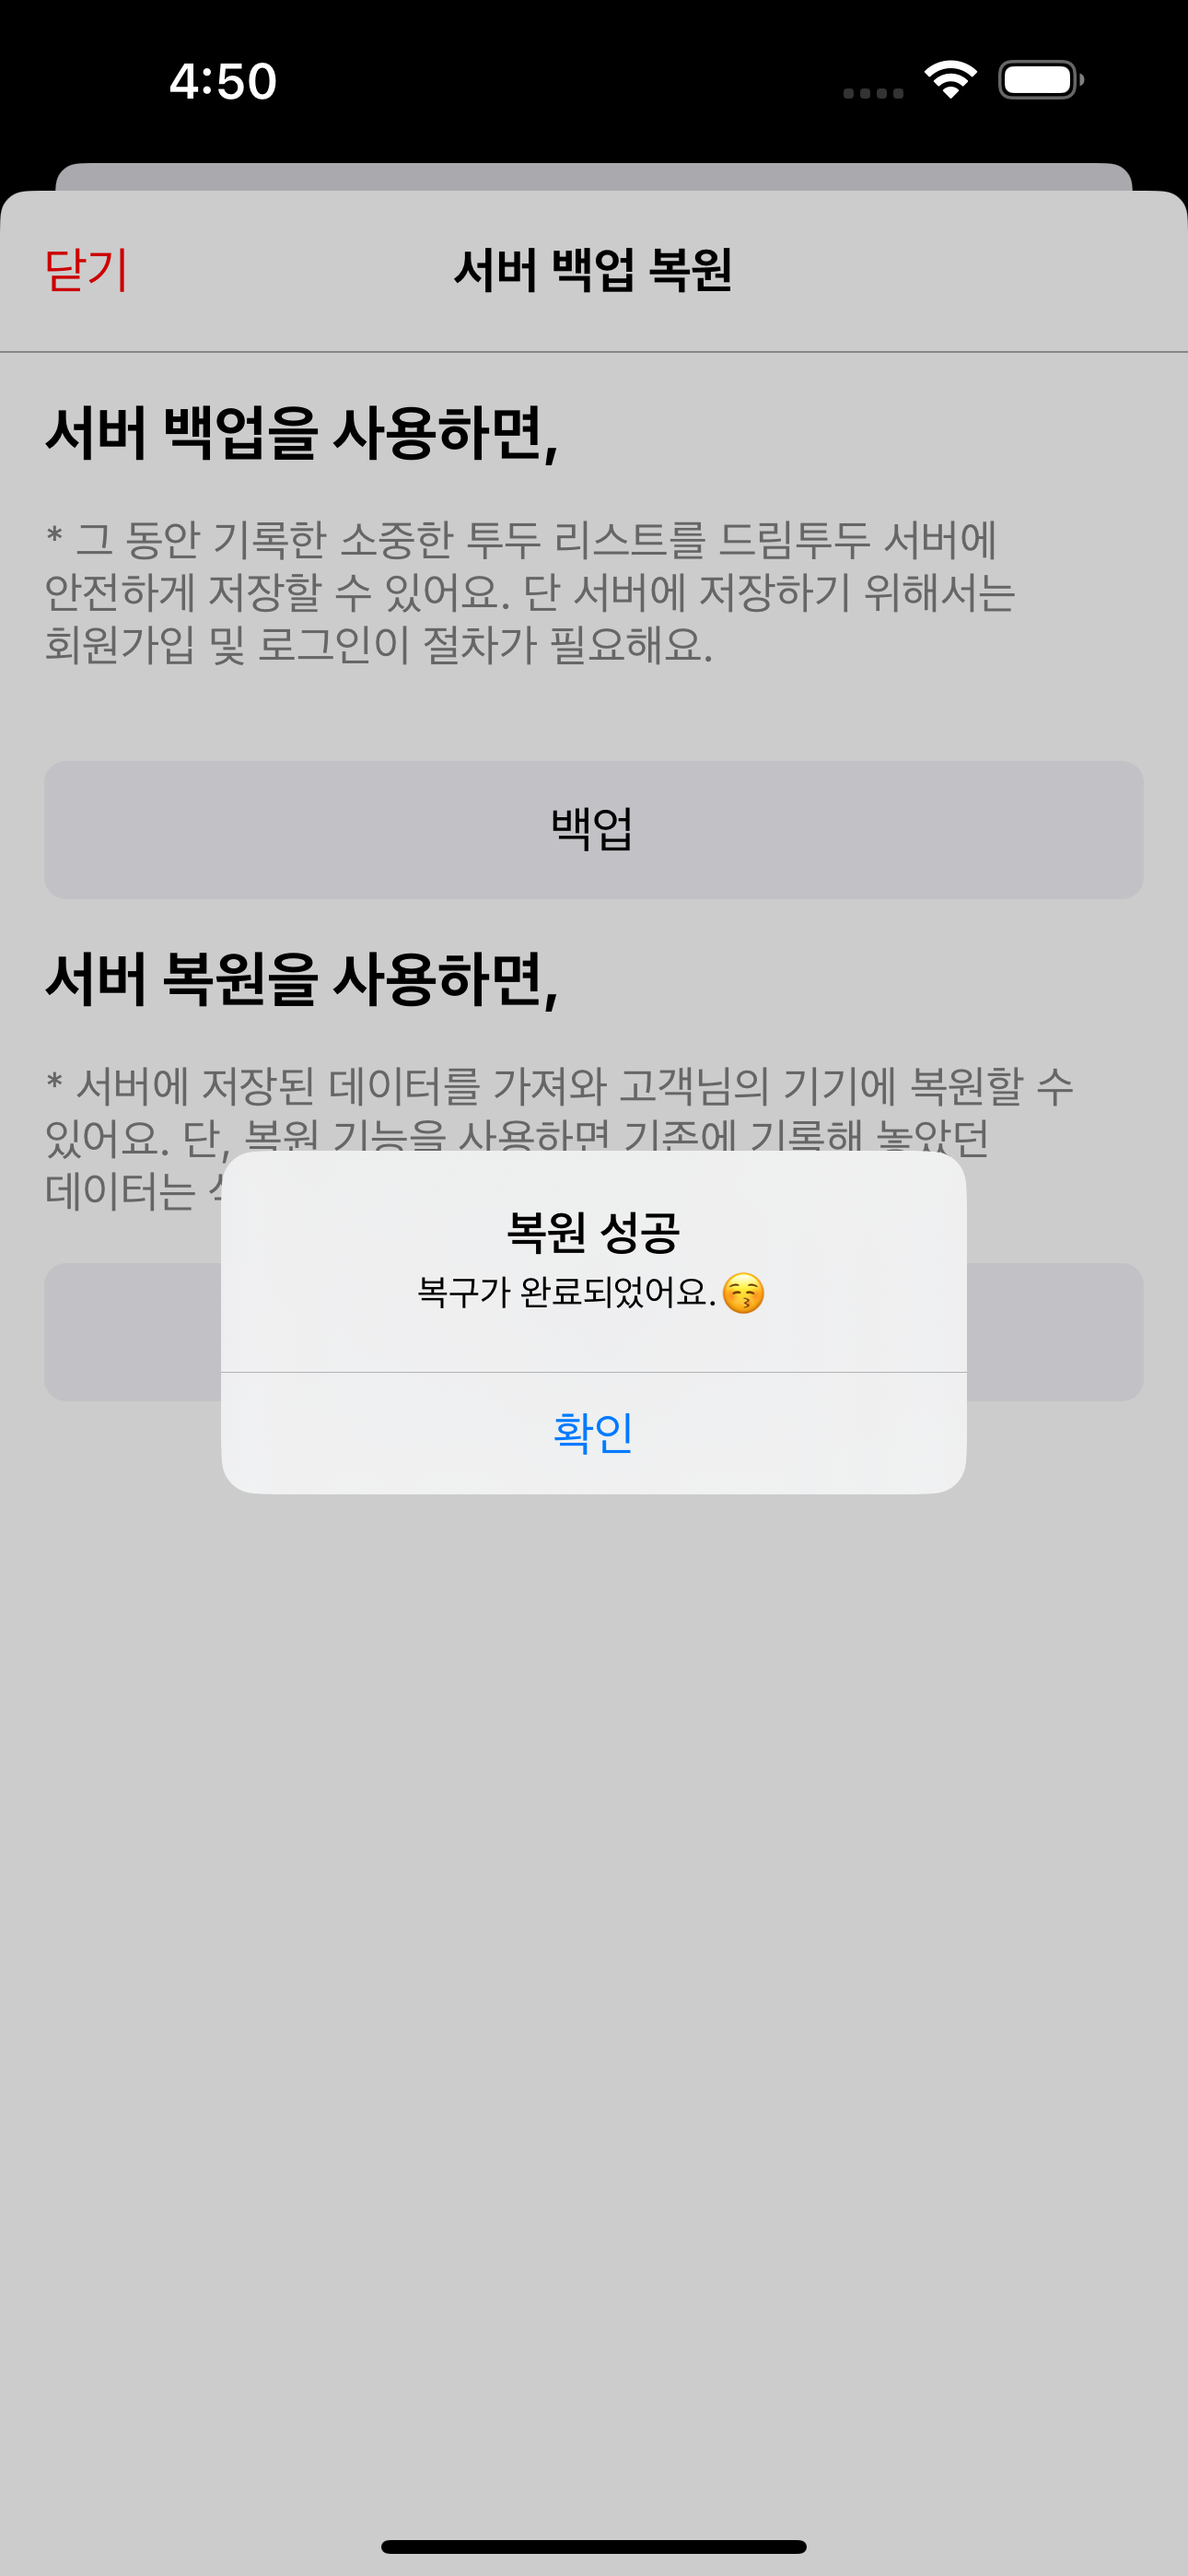 4:50
닫기
서버 백업 복원
서버 백업을 사용하면,
* 그 동안 기록한 소중한 투두 리스트를 드림투두 서버에
안전하게 저장할 수 있어요. 단 서버에 저장하기 위해서는
회원가입 및 로그인이 절차가 필요해요.
백업
서버 복원을 사용하면,
* 서버에 저장된 데이터를 가져와 고객님의 기기에 복원할 수
있어요. 단, 복원 기능을 사용하면 기존에 기록해 놓았던
데이터는
복원 성공
복구가 완료되었어요.😚
확인